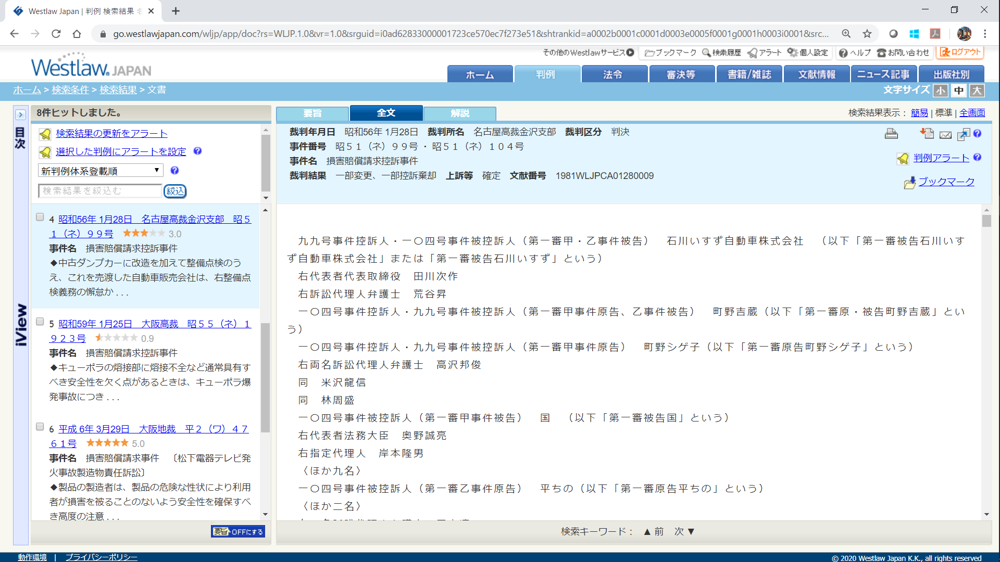 Westlaw Japan | 判例 検索結果 名
go.westlawjapan.com/wljp/app/doc?rs=WLJP.1.0&vr=1.0&srguid=i0ad62833000001723ce570ec7f273e51&shtrankid=a0002b0001c0001d0003e0005f0001g0001h0003i0001&src...
その他のWestlawサービス ブックマーク 検索履歴 アラート 個人設定 ヘルプ お問い合わせ ログアウト
Westlaw. JAPAN
ホーム 判例 法令 審決等 書籍/雑誌 文献情報 ニュース記事 出版社別
ホーム > 検索条件 > 検索結果 > 文書
文字サイズ 小 中 大
目次
iView
8件ヒットしました。
検索結果の更新をアラート
選択した判例にアラートを設定
新判例体系登載順
検索結果を絞込む 絞込
4 昭和56年 1月28日 名古屋高裁金沢支部 昭５
１（ネ）９９号 3.0
事件名 損害賠償請求控訴事件
◆中古ダンプカーに改造を加えて整備点検のう
え、これを売渡した自動車販売会社は、右整備点
検義務の懈怠か . . .
5 昭和59年 1月25日 大阪高裁 昭５５（ネ）１
９２３号 0.9
事件名 損害賠償請求控訴事件
◆キューポラの熔接部に熔接不全など通常具有す
べき安全性を欠く点があるときは、キューポラ爆
発事故につき . . .
6 平成 6年 3月29日 大阪地裁 平２（ワ）４７
６１号 5.0
事件名 損害賠償請求事件 〔松下電器テレビ発
火事故製造物責任訴訟〕
◆製品の製造者は、製品の危険な性状により利用
者が損害を被ることのないよう安全性を確保すべ
き高度の注意 . . .
要旨 OFFにする
要旨 全文 解説
検索結果表示： 簡易 | 標準 | 全画面
裁判年月日 昭和56年 1月28日 裁判所名 名古屋高裁金沢支部 裁判区分 判決
事件番号 昭５１（ネ）９９号 ・ 昭５１（ネ）１０４号
事件名 損害賠償請求控訴事件
裁判結果 一部変更、一部控訴棄却 上訴等 確定 文献番号 1981WLJPCA01280009
判例アラート
ブックマーク
九九号事件控訴人・一〇四号事件被控訴人（第一審甲・乙事件被告） 石川いすず自動車株式会社 （以下「第一審被告石川いす
ず自動車株式会社」または「第一審被告石川いすず」という）
右代表者代表取締役 田川次作
右訴訟代理人弁護士 荒谷昇
一〇四号事件控訴人・九九号事件被控訴人（第一審甲事件原告、乙事件被告） 町野吉蔵（以下「第一審原・被告町野吉蔵」とい
う）
一〇四号事件控訴人・九九号事件被控訴人（第一審甲事件原告） 町野シゲ子（以下「第一審原告町野シゲ子」という）
右両名訴訟代理人弁護士 高沢邦俊
同 米沢龍信
同 林周盛
一〇四号事件被控訴人（第一審甲事件被告） 国 （以下「第一審被告国」という）
右代表者法務大臣 奥野誠亮
右指定代理人 岸本隆男
〈ほか九名〉
一〇四号事件被控訴人（第一審乙事件原告） 平ちの（以下「第一審原告平ちの」という）
〈ほか二名〉
検索キーワード： ▲ 前 次 ▼
動作環境 | プライバシーポリシー
© 2020 Westlaw Japan K.K., all rights reserved